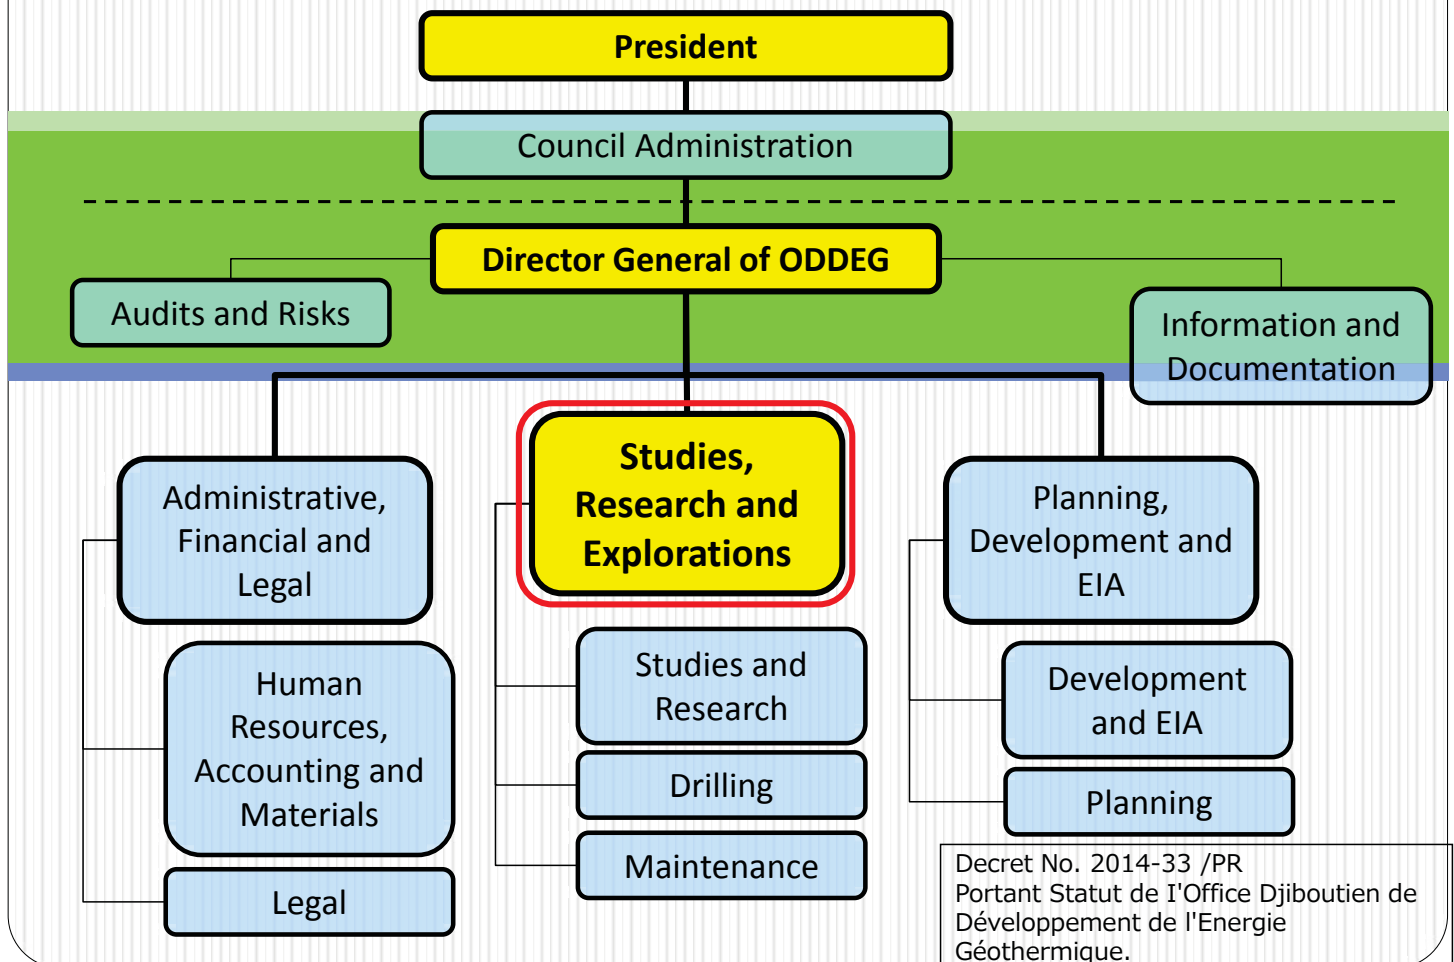 President
Council Administration
Director General of ODDEG
Audits and Risks
Information and
Documentation
Administrative,
Financial and
Legal
Human
Resources,
Accounting and
Materials
Legal
Studies,
Research and
Explorations
Studies and
Research
Drilling
Maintenance
Planning,
Development and
EIA
Development
and EIA
Planning
Decret No. 2014-33 /PR
Portant Statut de I'Office Djiboutien de
Développement de l'Energie
Géothermique.